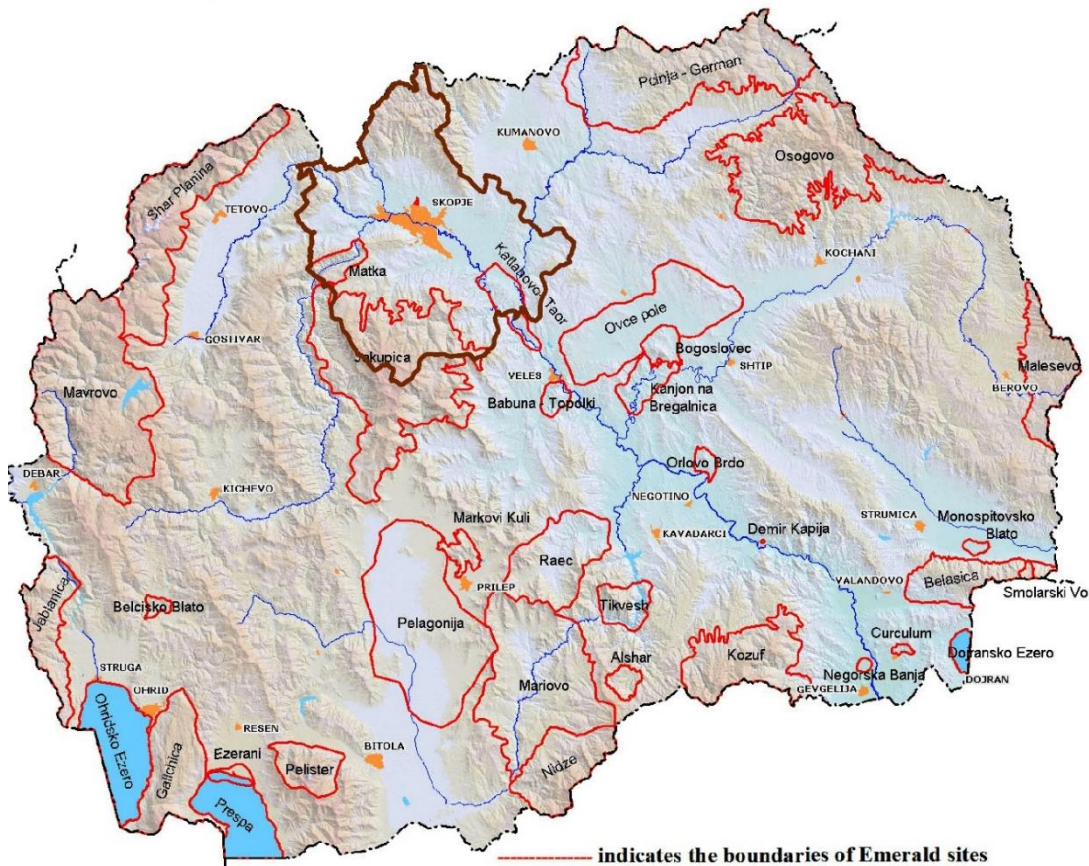 Pcinja - German
KUMANOVO
Osogovo
Shar Planina
TETOVO
SKOPJE
KOCHANI
Matka
Katlanovo - Taor
Ovce pole
GOSTIVAR
Jakupica
Bogoslovec
SHTIP
Malesevo
Mavrovo
VELES
Kanjon na
Bregalnica
BEROVO
Babuna - Topolki
DEBAR
Orlovo Brdo
KICHEVO
NEGOTINO
Markovi Kuli
STRUMICA
Monospitovsko
Blato
KAVADARCI
Demir Kapija
Raec
PRILEP
VALANDOVO
Belasica
Smolarski Vo
Jablanica
Belcisko Blato
Pelagonija
Tikvesh
Curculum
Alshar
Kozuf
Dojransko Ezero
STRUGA
OHRID
Mariovo
Negorska Banja
DOJRAN
GEVGELIJA
Ohridsko Ezero
Galichica
RESEN
Ezerani
BITOLA
Pelister
Nidze
Prespa
indicates the boundaries of Emerald sites